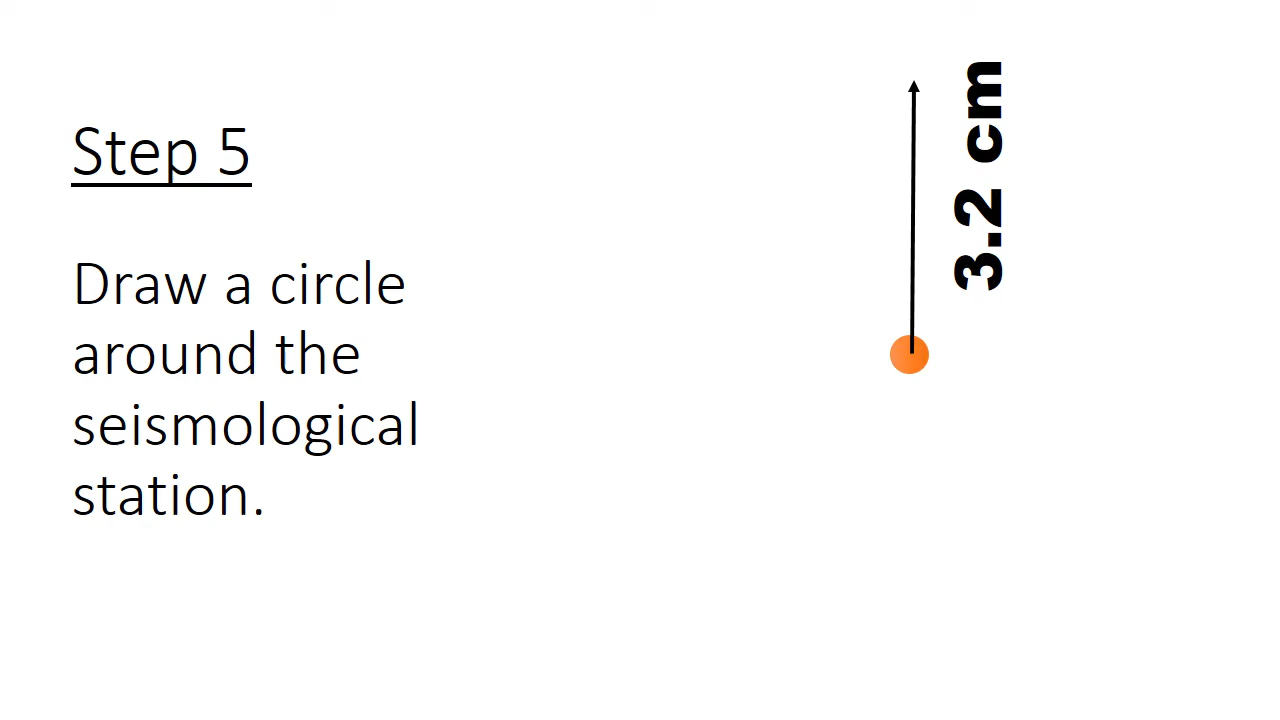 Step 5
Draw a circle
around the
seismological
station.
3.2 cm